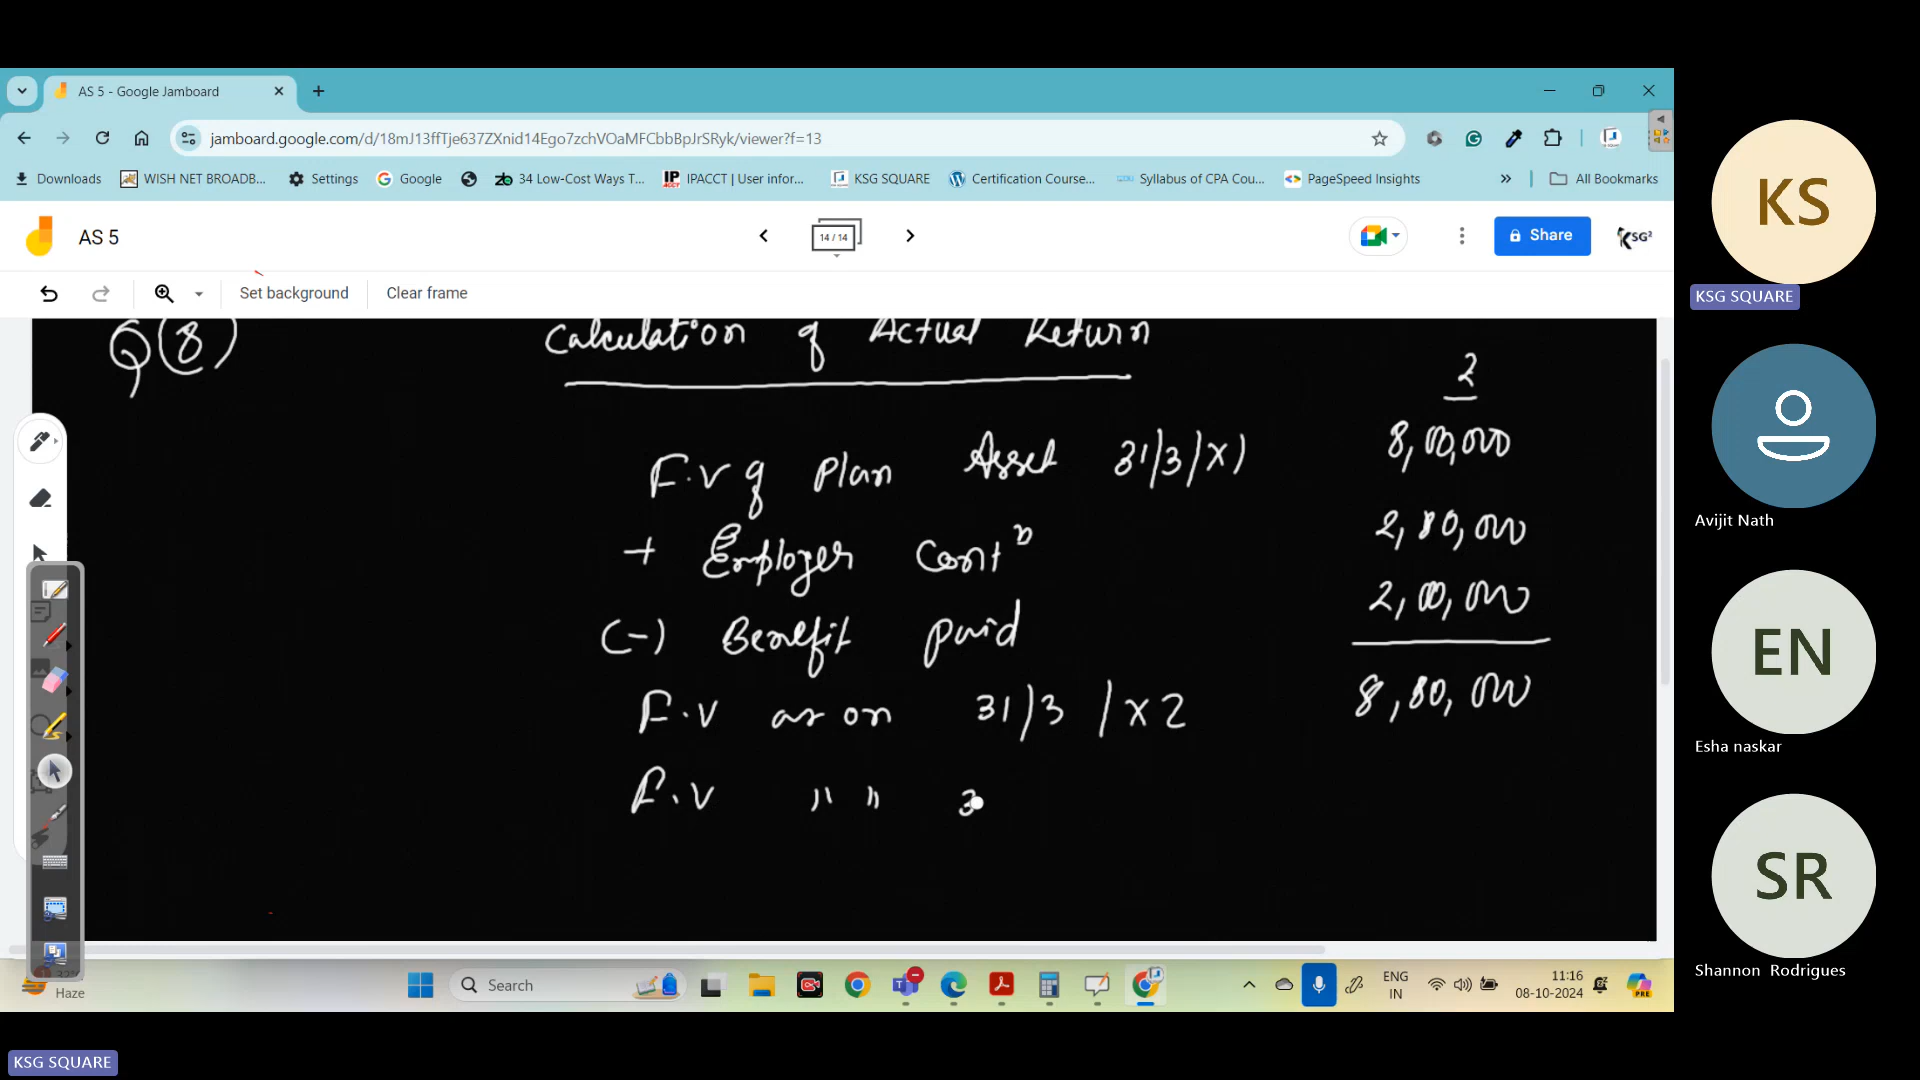 AS 5 - Google Jamboard
jamboard.google.com/d/18mJ13ffTje637ZXnid14Ego7zchVOaMFCbbBpJrSRyk/viewer?f=13
Downloads WISH NET BROADB... Settings Google 34 Low-Cost Ways T... IPACCT | User infor... KSG SQUARE Certification Course... Syllabus of CPA Cou... PageSpeed Insights » All Bookmarks
AS 5 14 / 14 Share KSG²
Set background Clear frame
Q(8) Calculation of Actual Return
2
F.V of Plan Asset 31/3/X1 8,00,000
+ Employer Contn 2,80,000
(-) Benefit paid 2,00,000
F.V as on 31/3/X2 8,80,000
F.V " " 3
KS
KSG SQUARE
Avijit Nath
EN
Esha naskar
SR
Shannon Rodrigues
Haze Search ENG IN 11:16 08-10-2024 PRE
KSG SQUARE